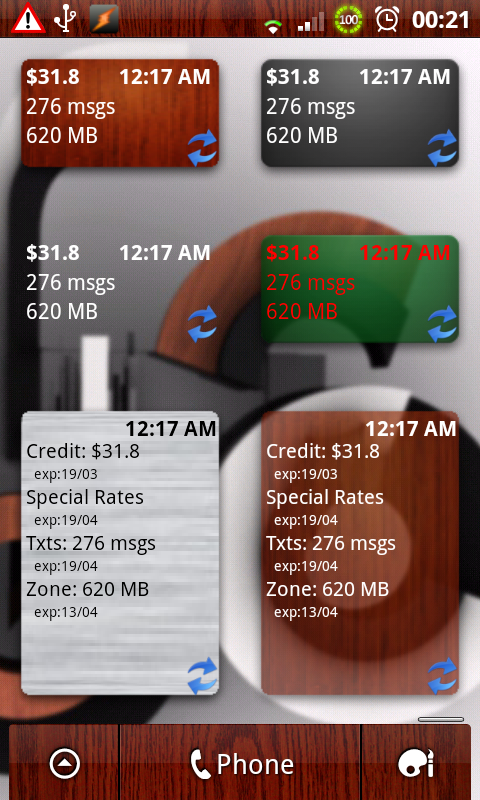 100
00:21
$31.8 12:17 AM
276 msgs
620 MB
$31.8 12:17 AM
276 msgs
620 MB
$31.8 12:17 AM
276 msgs
620 MB
$31.8 12:17 AM
276 msgs
620 MB
12:17 AM
Credit: $31.8
exp:19/03
Special Rates
exp:19/04
Txts: 276 msgs
exp:19/04
Zone: 620 MB
exp:13/04
12:17 AM
Credit: $31.8
exp:19/03
Special Rates
exp:19/04
Txts: 276 msgs
exp:19/04
Zone: 620 MB
exp:13/04
Phone